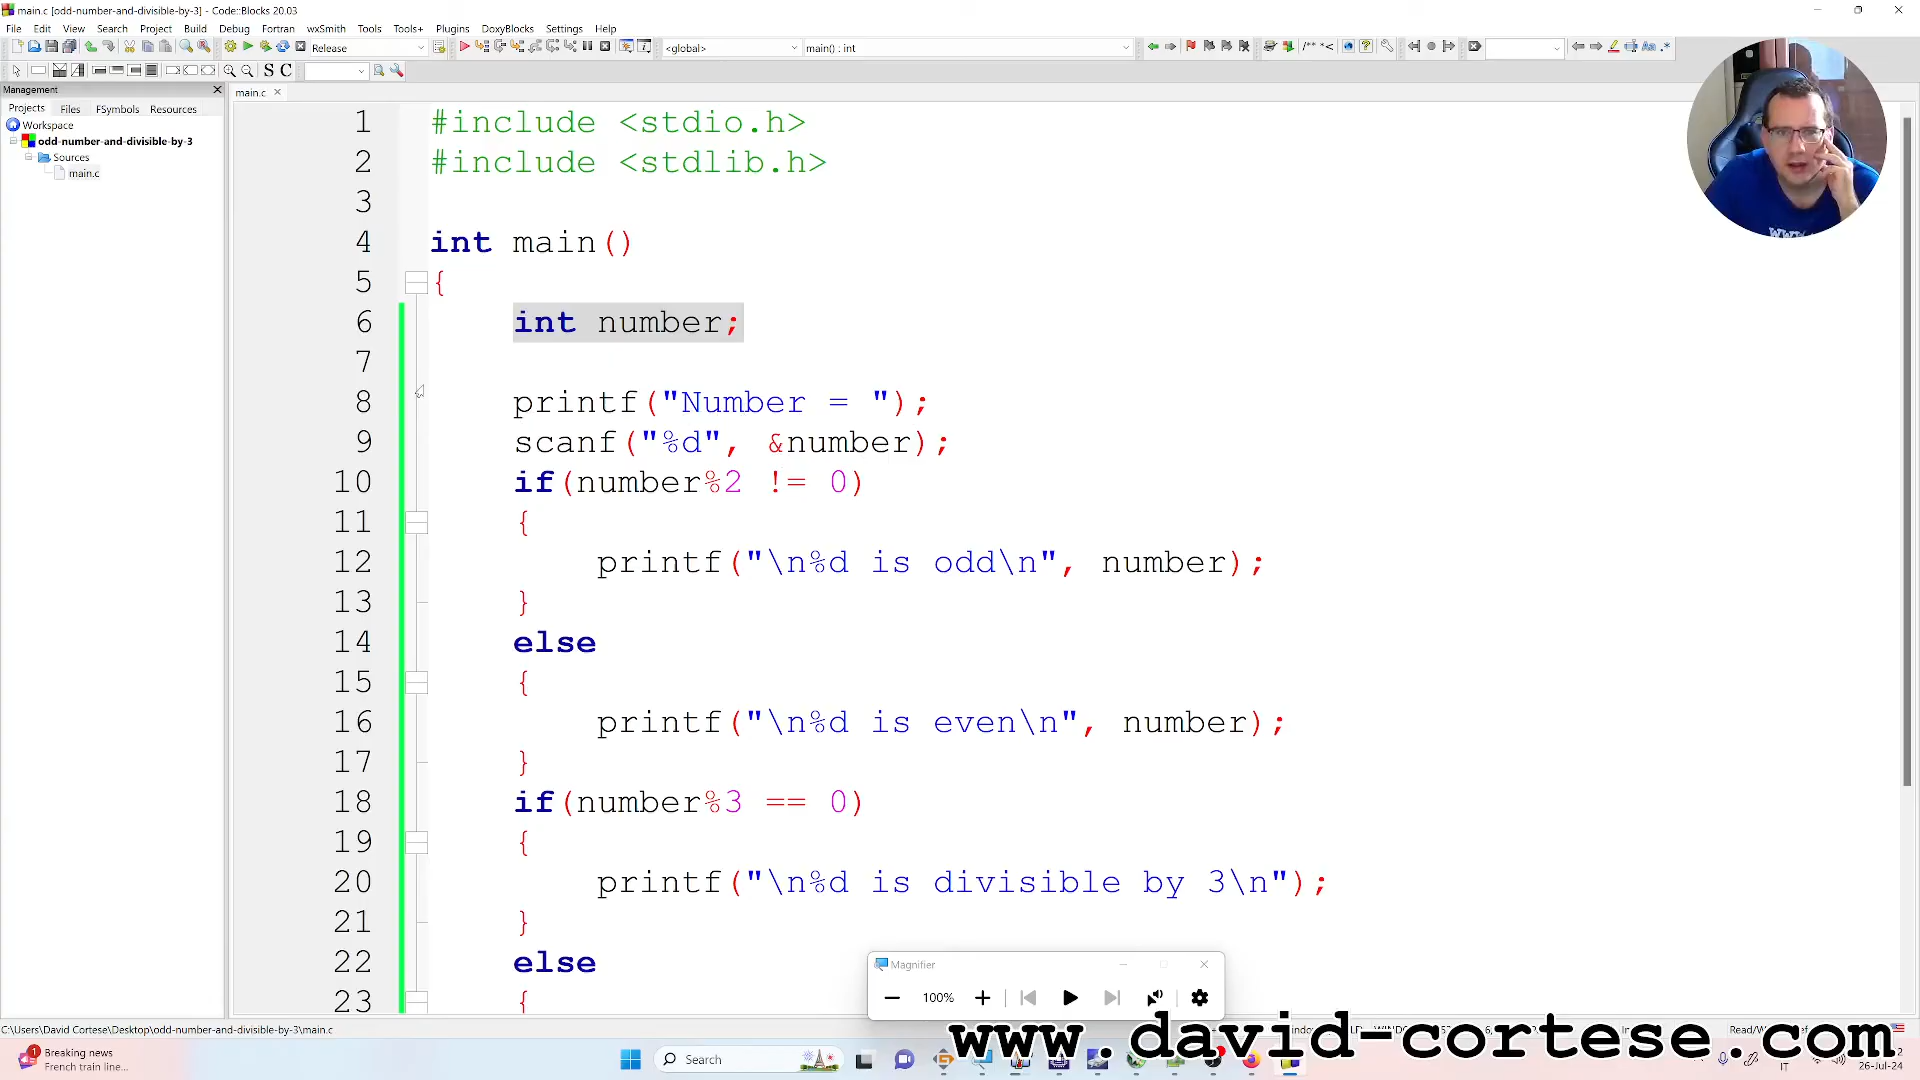 main.c [odd-number-and-divisible-by-3] - Code::Blocks 20.03
File Edit View Search Project Build Debug Fortran wxSmith Tools Tools+ Plugins DoxyBlocks Settings Help
Release
<global>
main() : int
/** *<
S C
Management
Projects Files FSymbols Resources
Workspace
odd-number-and-divisible-by-3
Sources
main.c
main.c
1 #include <stdio.h>
2 #include <stdlib.h>
3
4 int main()
5 {
6 int number;
7
8 printf("Number = ");
9 scanf("%d", &number);
10 if(number%2 != 0)
11 {
12 printf("\n%d is odd\n", number);
13 }
14 else
15 {
16 printf("\n%d is even\n", number);
17 }
18 if(number%3 == 0)
19 {
20 printf("\n%d is divisible by 3\n");
21 }
22 else
23 {
Magnifier
100%
C:\Users\David Cortese\Desktop\odd-number-and-divisible-by-3\main.c
www.david-cortese.com
1
Breaking news
French train line...
Search
IT
26-Jul-24